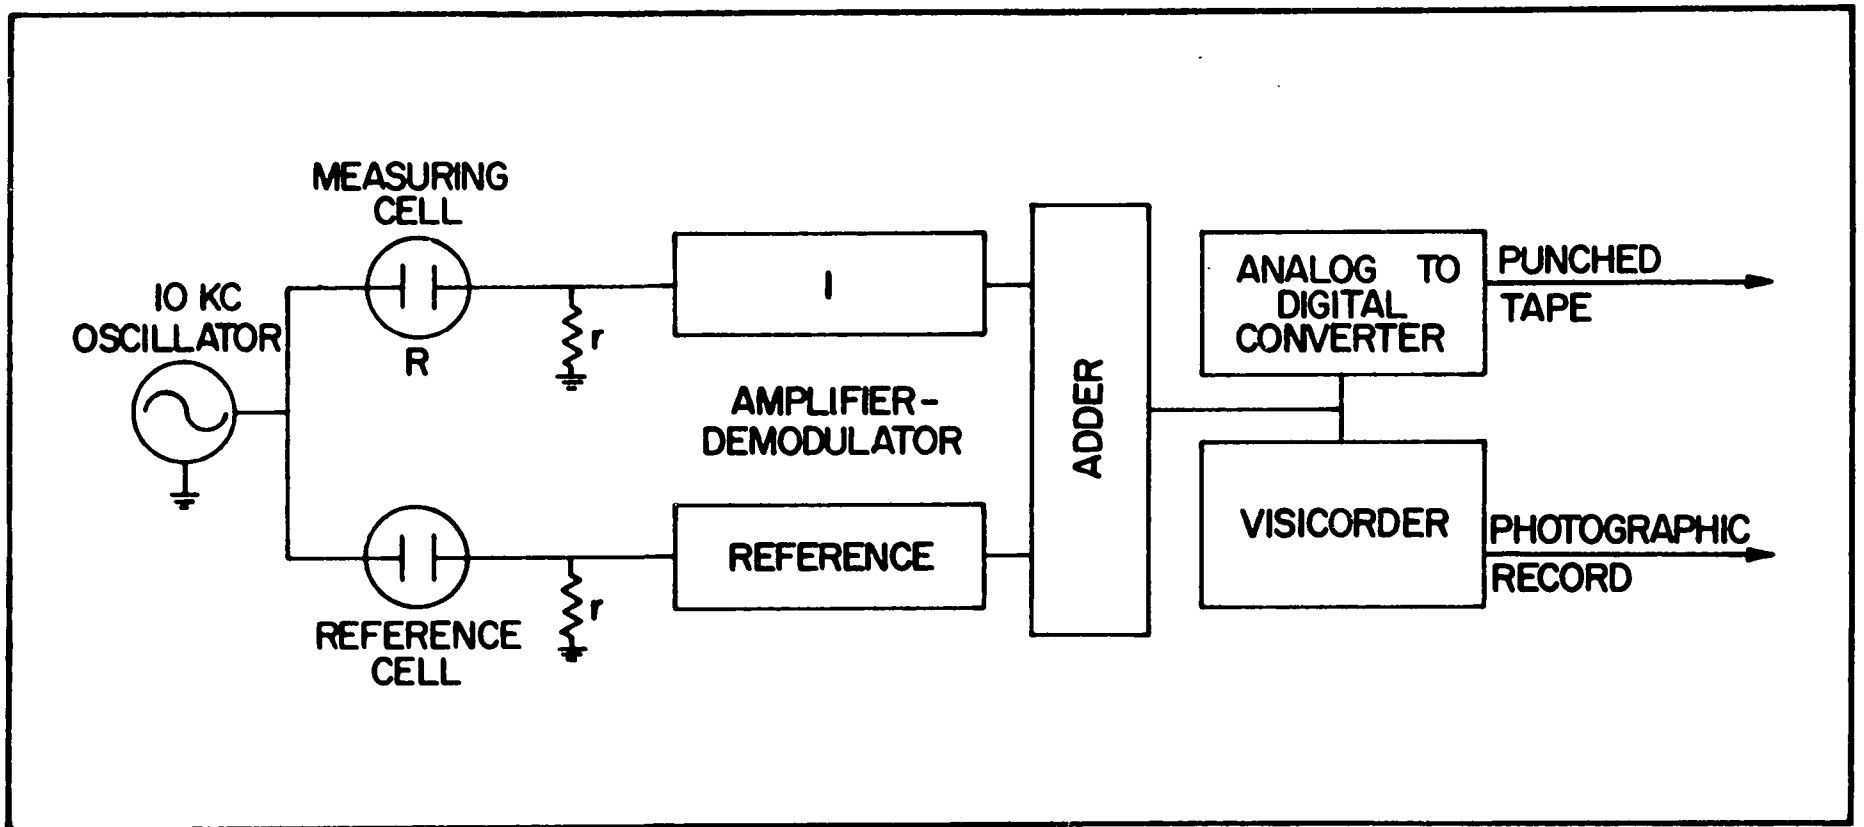 MEASURING
CELL
10 KC
OSCILLATOR
R
r
I
AMPLIFIER-
DEMODULATOR
REFERENCE
CELL
r
REFERENCE
ADDER
ANALOG TO
DIGITAL
CONVERTER
PUNCHED
TAPE
VISICORDER
PHOTOGRAPHIC
RECORD